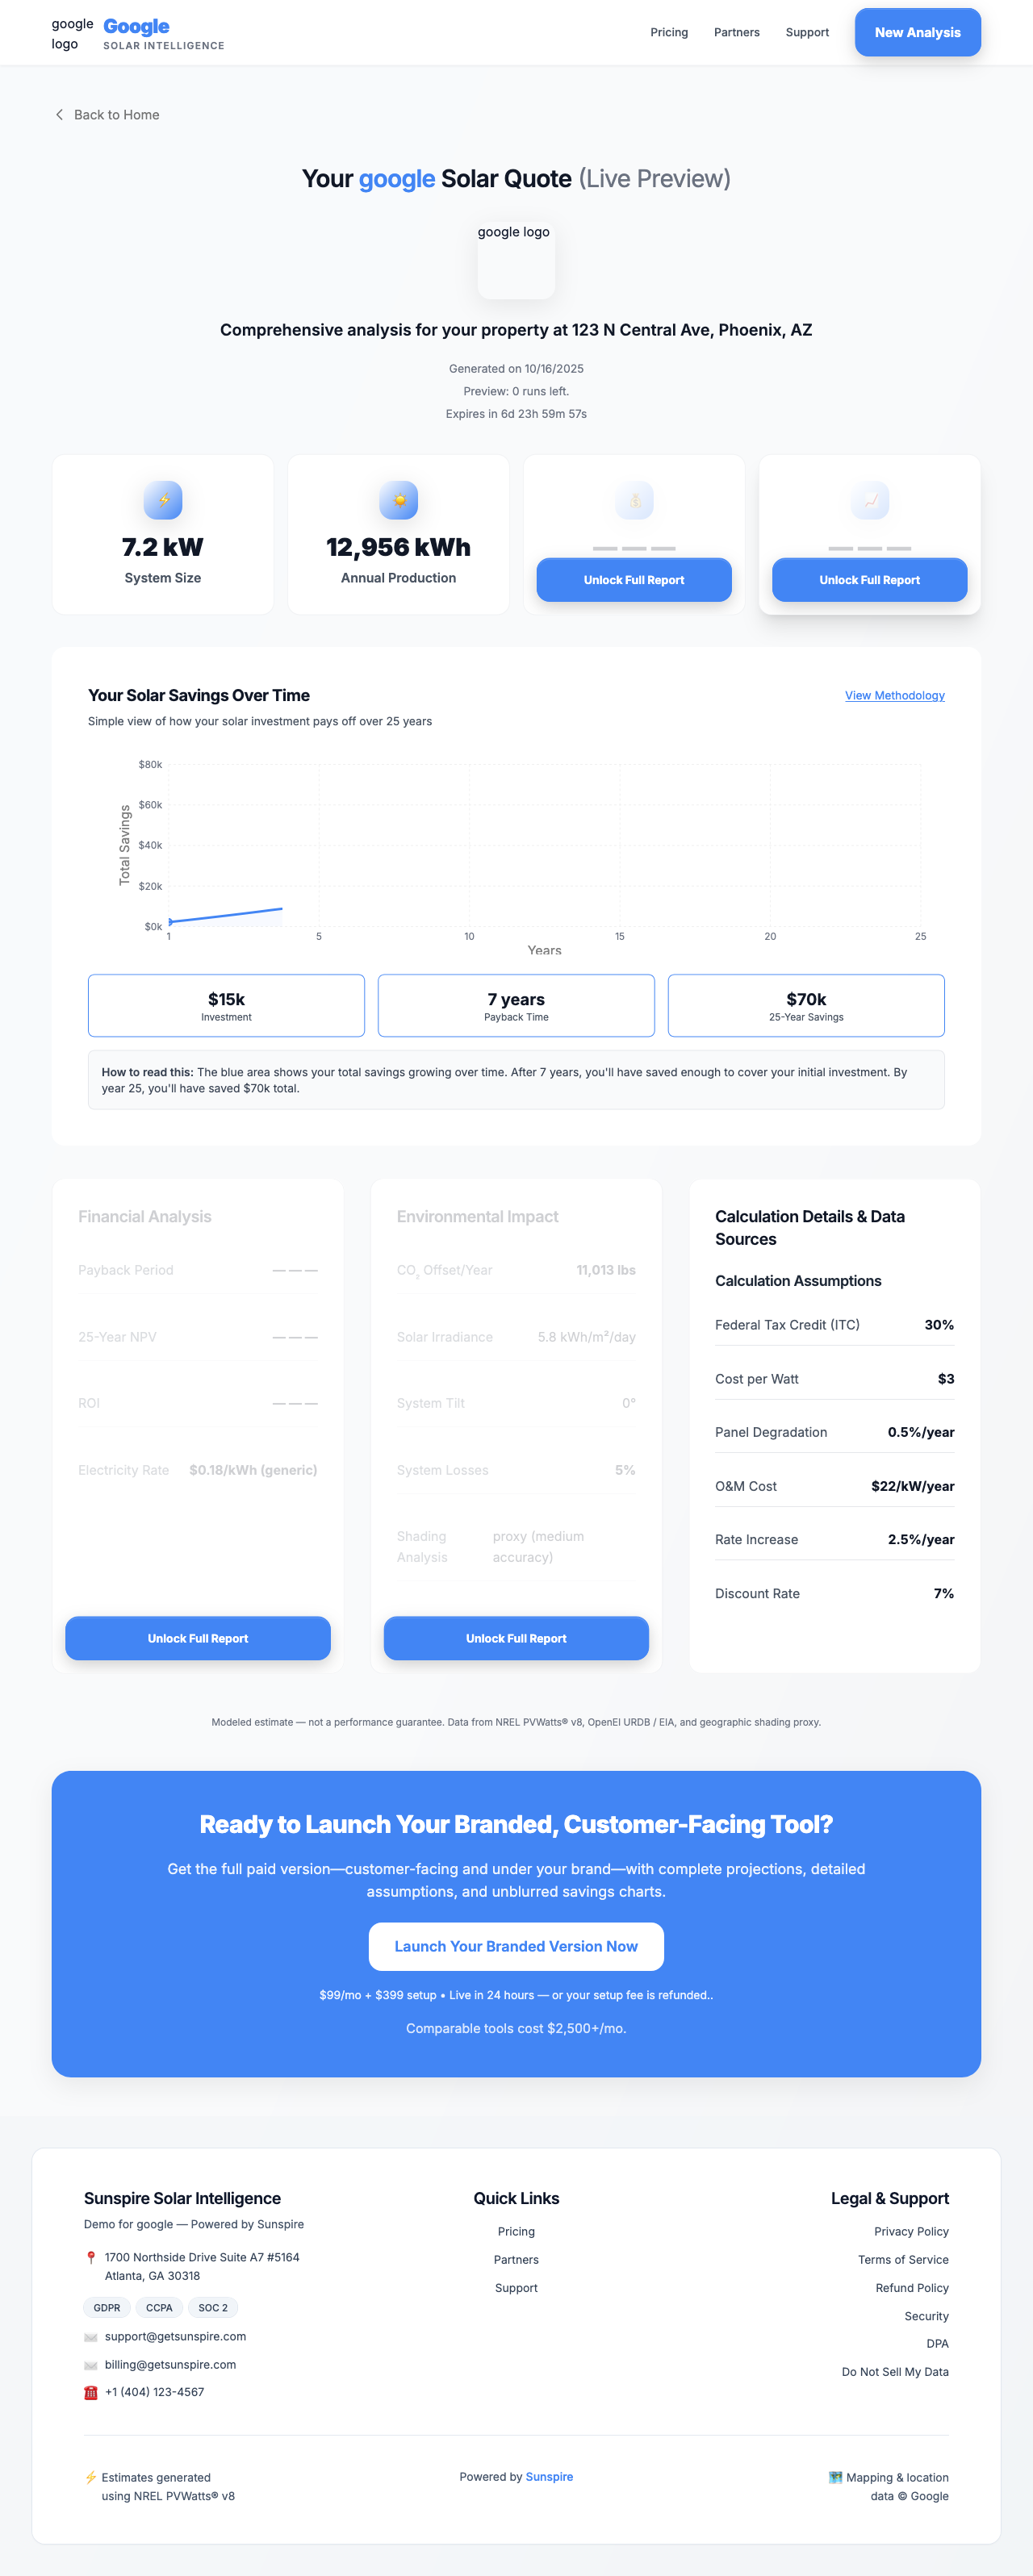 google
logo
Google
SOLAR INTELLIGENCE
Pricing
Partners
Support
New Analysis
Back to Home
Your google Solar Quote (Live Preview)
google logo
Comprehensive analysis for your property at 123 N Central Ave, Phoenix, AZ
Generated on 10/16/2025
Preview: 0 runs left.
Expires in 6d 23h 59m 57s
7.2 kW
System Size
12,956 kWh
Annual Production
— — —
Unlock Full Report
— — —
Unlock Full Report
Your Solar Savings Over Time
View Methodology
Simple view of how your solar investment pays off over 25 years
$80k
$60k
$40k
$20k
$0k
Total Savings
1 5 10 15 20 25
Years
$15k
Investment
7 years
Payback Time
$70k
25-Year Savings
How to read this: The blue area shows your total savings growing over time. After 7 years, you'll have saved enough to cover your initial investment. By
year 25, you'll have saved $70k total.
Financial Analysis
Payback Period — — —
25-Year NPV — — —
ROI — — —
Electricity Rate $0.18/kWh (generic)
Unlock Full Report
Environmental Impact
CO₂ Offset/Year 11,013 lbs
Solar Irradiance 5.8 kWh/m²/day
System Tilt 0°
System Losses 5%
Shading proxy (medium
Analysis accuracy)
Unlock Full Report
Calculation Details & Data
Sources
Calculation Assumptions
Federal Tax Credit (ITC) 30%
Cost per Watt $3
Panel Degradation 0.5%/year
O&M Cost $22/kW/year
Rate Increase 2.5%/year
Discount Rate 7%
Modeled estimate — not a performance guarantee. Data from NREL PVWatts® v8, OpenEI URDB / EIA, and geographic shading proxy.
Ready to Launch Your Branded, Customer-Facing Tool?
Get the full paid version—customer-facing and under your brand—with complete projections, detailed
assumptions, and unblurred savings charts.
Launch Your Branded Version Now
$99/mo + $399 setup • Live in 24 hours — or your setup fee is refunded..
Comparable tools cost $2,500+/mo.
Sunspire Solar Intelligence
Demo for google — Powered by Sunspire
1700 Northside Drive Suite A7 #5164
Atlanta, GA 30318
GDPR CCPA SOC 2
support@getsunspire.com
billing@getsunspire.com
+1 (404) 123-4567
Quick Links
Pricing
Partners
Support
Legal & Support
Privacy Policy
Terms of Service
Refund Policy
Security
DPA
Do Not Sell My Data
⚡ Estimates generated
using NREL PVWatts® v8
Powered by Sunspire
Mapping & location
data © Google